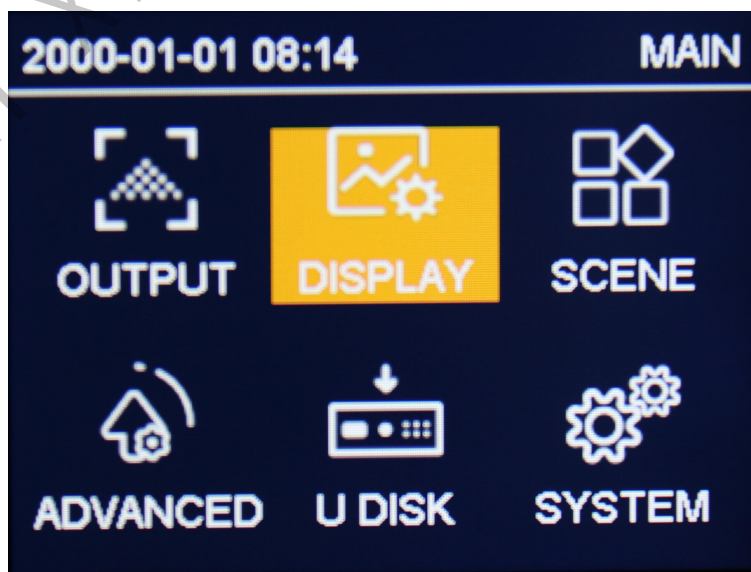 2000-01-01 08:14 MAIN
OUTPUT DISPLAY SCENE
ADVANCED U DISK SYSTEM